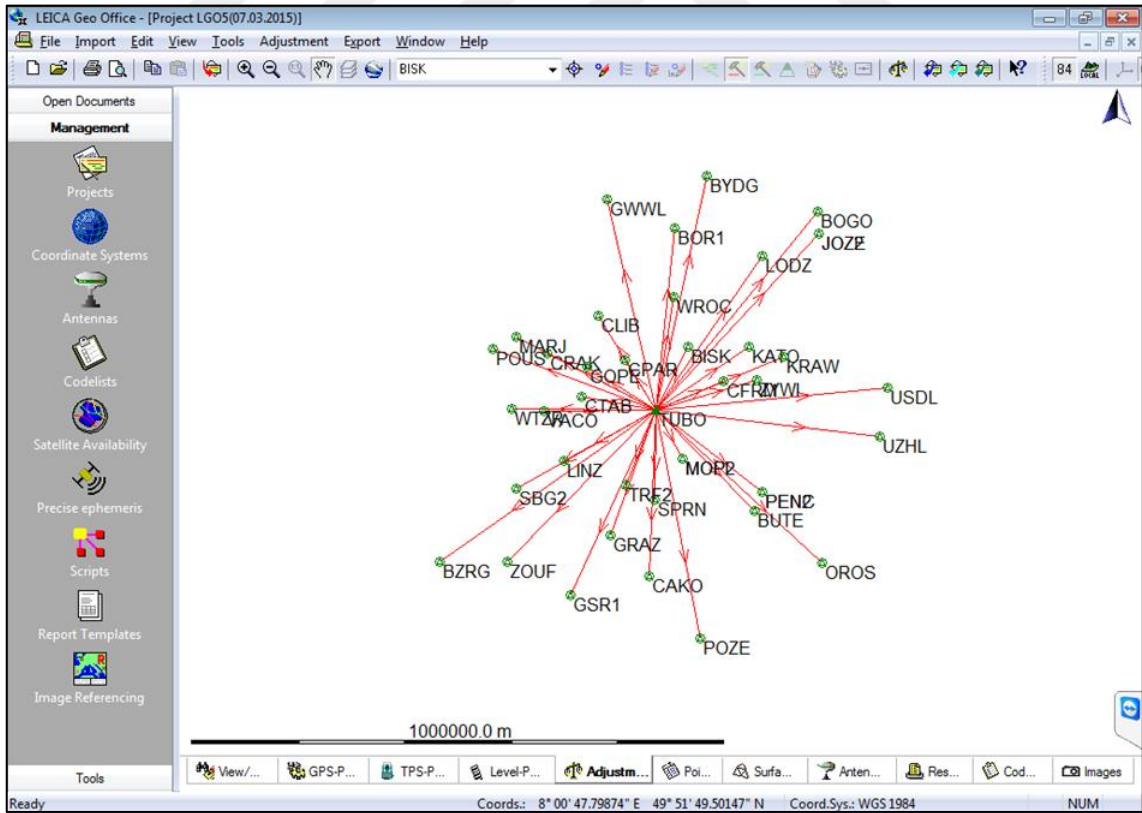 LEICA Geo Office - [Project LGO5(07.03.2015)]
File Import Edit View Tools Adjustment Export Window Help
BISK
84
LOCAL
Open Documents
Management
Projects
Coordinate Systems
Antennas
Codelists
Satellite Availability
Precise ephemeris
Scripts
Report Templates
Image Referencing
Tools
BYDG
GWWL
BOGO
BOR1
LODZ
WROC
CLIB
MARJ
POUS
CRAK
GOPE
CPAR
BISK
KATO
KRAW
CFRM
USDL
CTAB
WTZR
VACO
TUBO
UZHL
LINZ
MOP2
SBG2
TRF2
SPRN
BUTE
GRAZ
BZRG
ZOUF
CAKO
OROS
GSR1
POZE
1000000.0 m
View/... GPS-P... TPS-P... Level-P... Adjustm... Poi... Surfa... Anten... Res... Cod... Images
Ready
Coords.: 8° 00' 47.79874" E 49° 51' 49.50147" N Coord.Sys.: WGS 1984 NUM